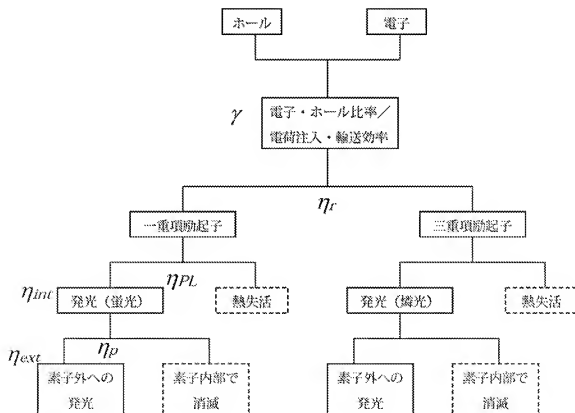 ホール
電子
γ
電子・ホール比率／
電荷注入・輸送効率
ηr
一重項励起子
三重項励起子
ηPL
ηint
発光（蛍光）
熱失活
発光（燐光）
熱失活
ηext
ηp
素子外への
発光
素子内部で
消滅
素子外への
発光
素子内部で
消滅